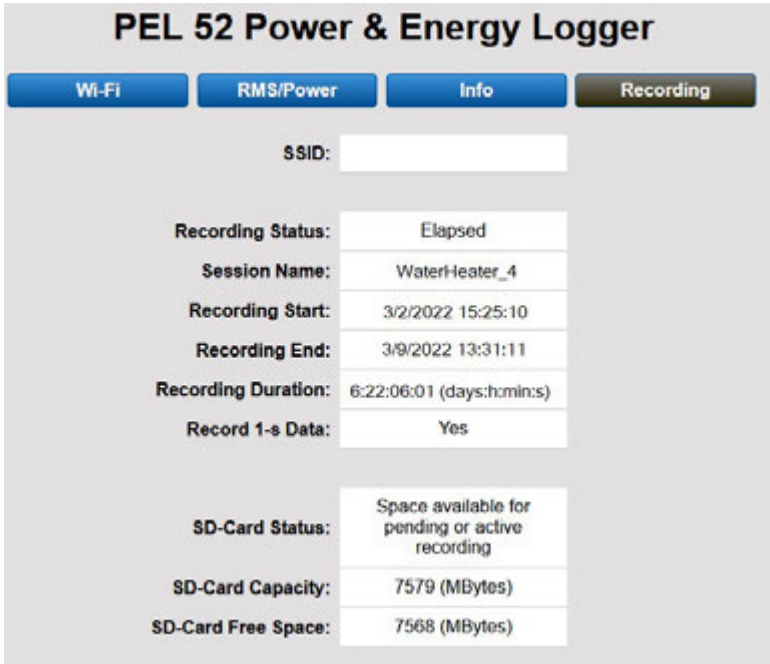 PEL 52 Power & Energy Logger
Wi-Fi RMS/Power Info Recording
SSID:
Recording Status: Elapsed
Session Name: WaterHeater_4
Recording Start: 3/2/2022 15:25:10
Recording End: 3/9/2022 13:31:11
Recording Duration: 6:22:06:01 (days:h:min:s)
Record 1-s Data: Yes
SD-Card Status: Space available for
pending or active
recording
SD-Card Capacity: 7579 (MBytes)
SD-Card Free Space: 7568 (MBytes)